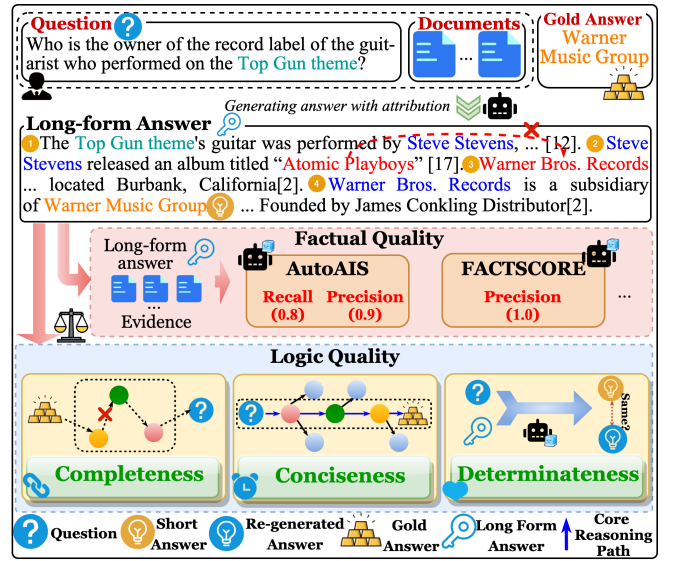 Question
Who is the owner of the record label of the guit-
arist who performed on the Top Gun theme?
Documents
...
Gold Answer
Warner
Music Group
Generating answer with attribution
Long-form Answer
1 The Top Gun theme's guitar was performed by Steve Stevens, ... [12]. 2 Steve
Stevens released an album titled “Atomic Playboys” [17]. 3 Warner Bros. Records
... located Burbank, California[2]. 4 Warner Bros. Records is a subsidiary
of Warner Music Group ... Founded by James Conkling Distributor[2].
Factual Quality
Long-form
answer
...
Evidence
AutoAIS
Recall Precision
(0.8) (0.9)
FACTSCORE
Precision
(1.0)
...
Logic Quality
Completeness
Conciseness
Same?
Determinateness
Question
Short
Answer
Re-generated
Answer
Gold
Answer
Long Form
Answer
Core
Reasoning
Path